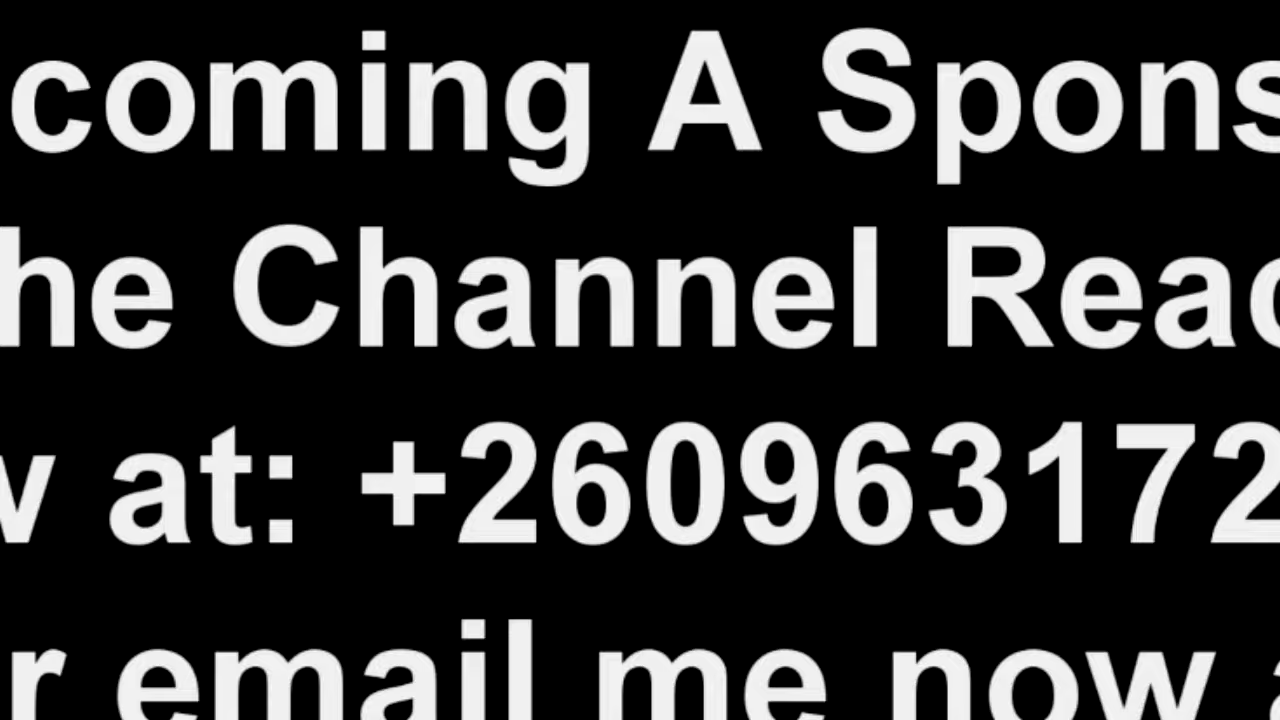 coming A Spons
he Channel Reac
w at: +260963172
r email me now a